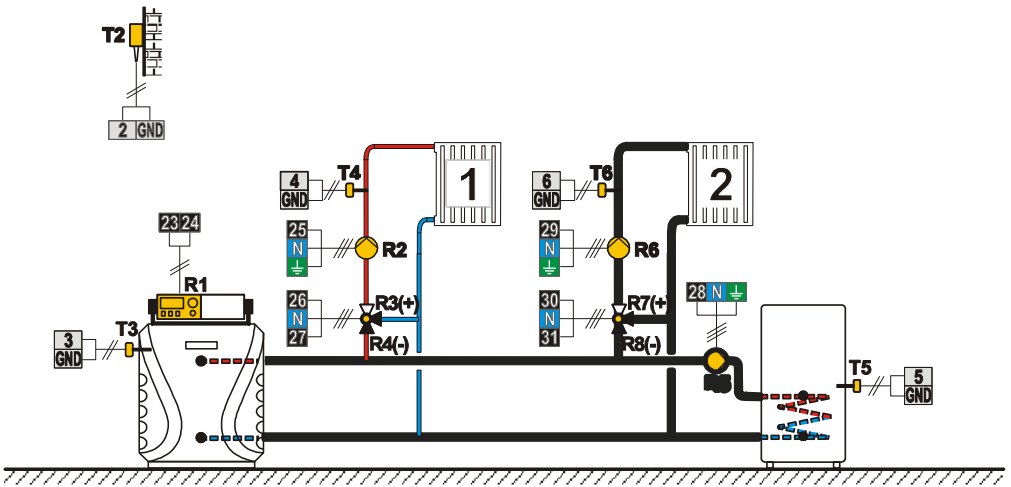 T2
2 GND
T4
4
GND
1
T6
6
GND
2
23 24
25
N
R2
29
N
R6
R1
26
N
27
R3(+)
R4(-)
30
N
31
R7(+)
R8(-)
28 N
T3
3
GND
T5
5
GND